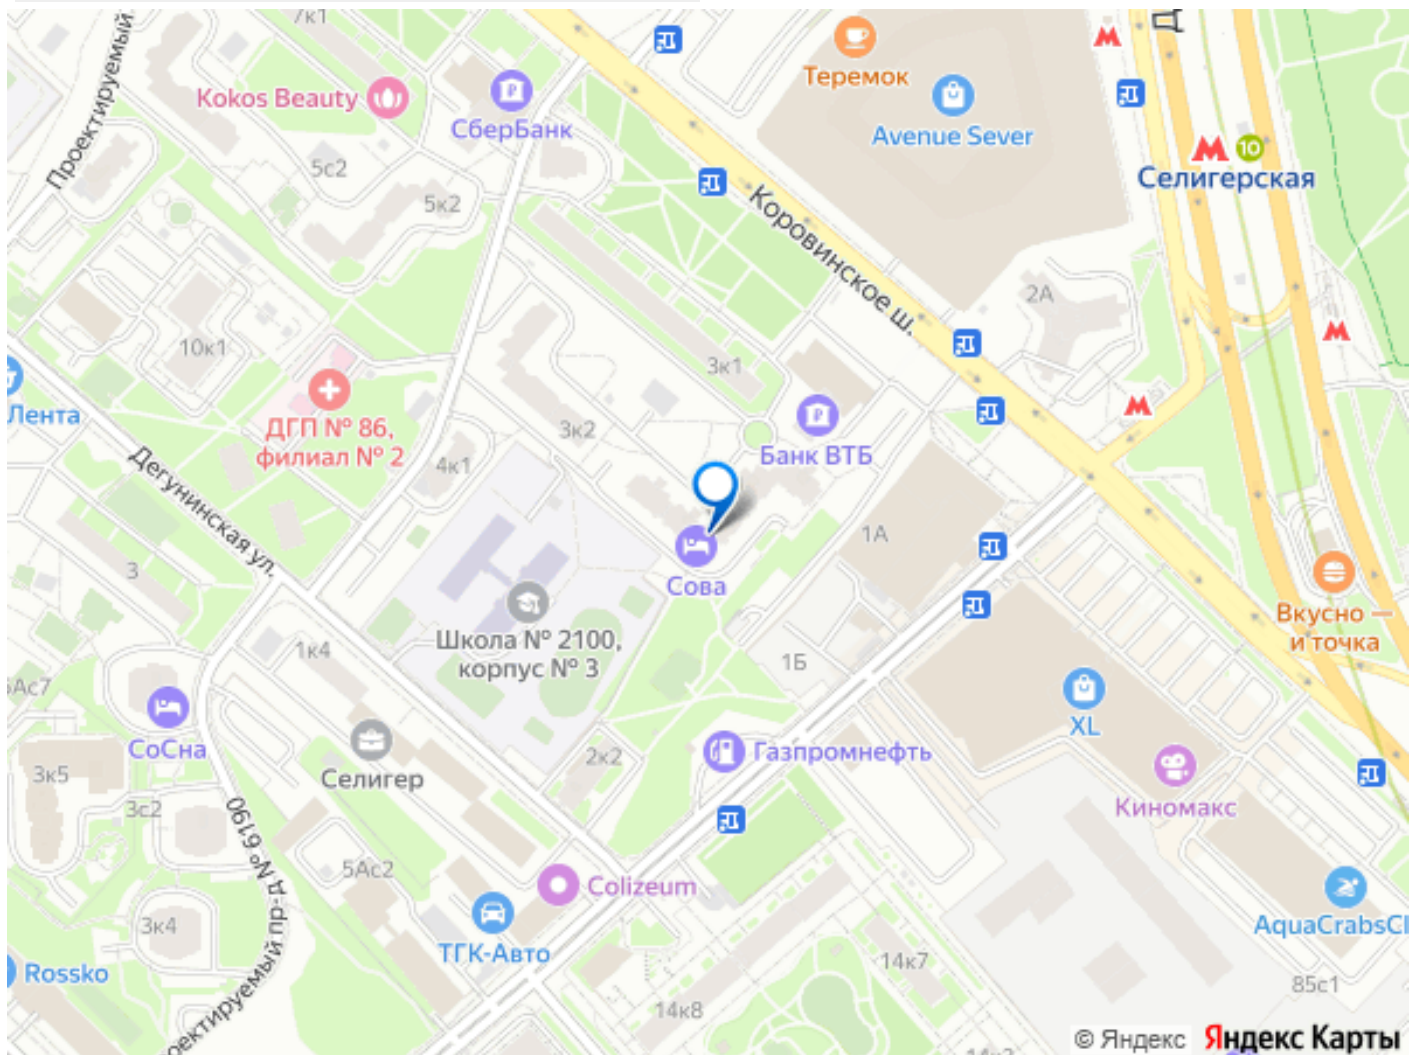 7к1
Проектируемый
Теремок
Kokos Beauty
СберБанк
Avenue Sever
10
Селигерская
5с2
5к2
Коровинское ш.
2А
10к1
3к1
Лента
ДГП № 86,
филиал № 2
3к2
Банк ВТБ
4к1
Дегунинская ул.
1А
3
Сова
Вкусно —
и точка
Школа № 2100,
корпус № 3
1к4
1Б
5Ас7
СоСна
XL
Газпромнефть
2к2
3к5
Селигер
Киномакс
3с2
Проектируемый пр-д № 6190
5Ас2
Colizeum
3к4
AquaCrabsCl
ТГК-Авто
Rossko
14к7
85с1
14к8
14к2
© Яндекс Яндекс Карты